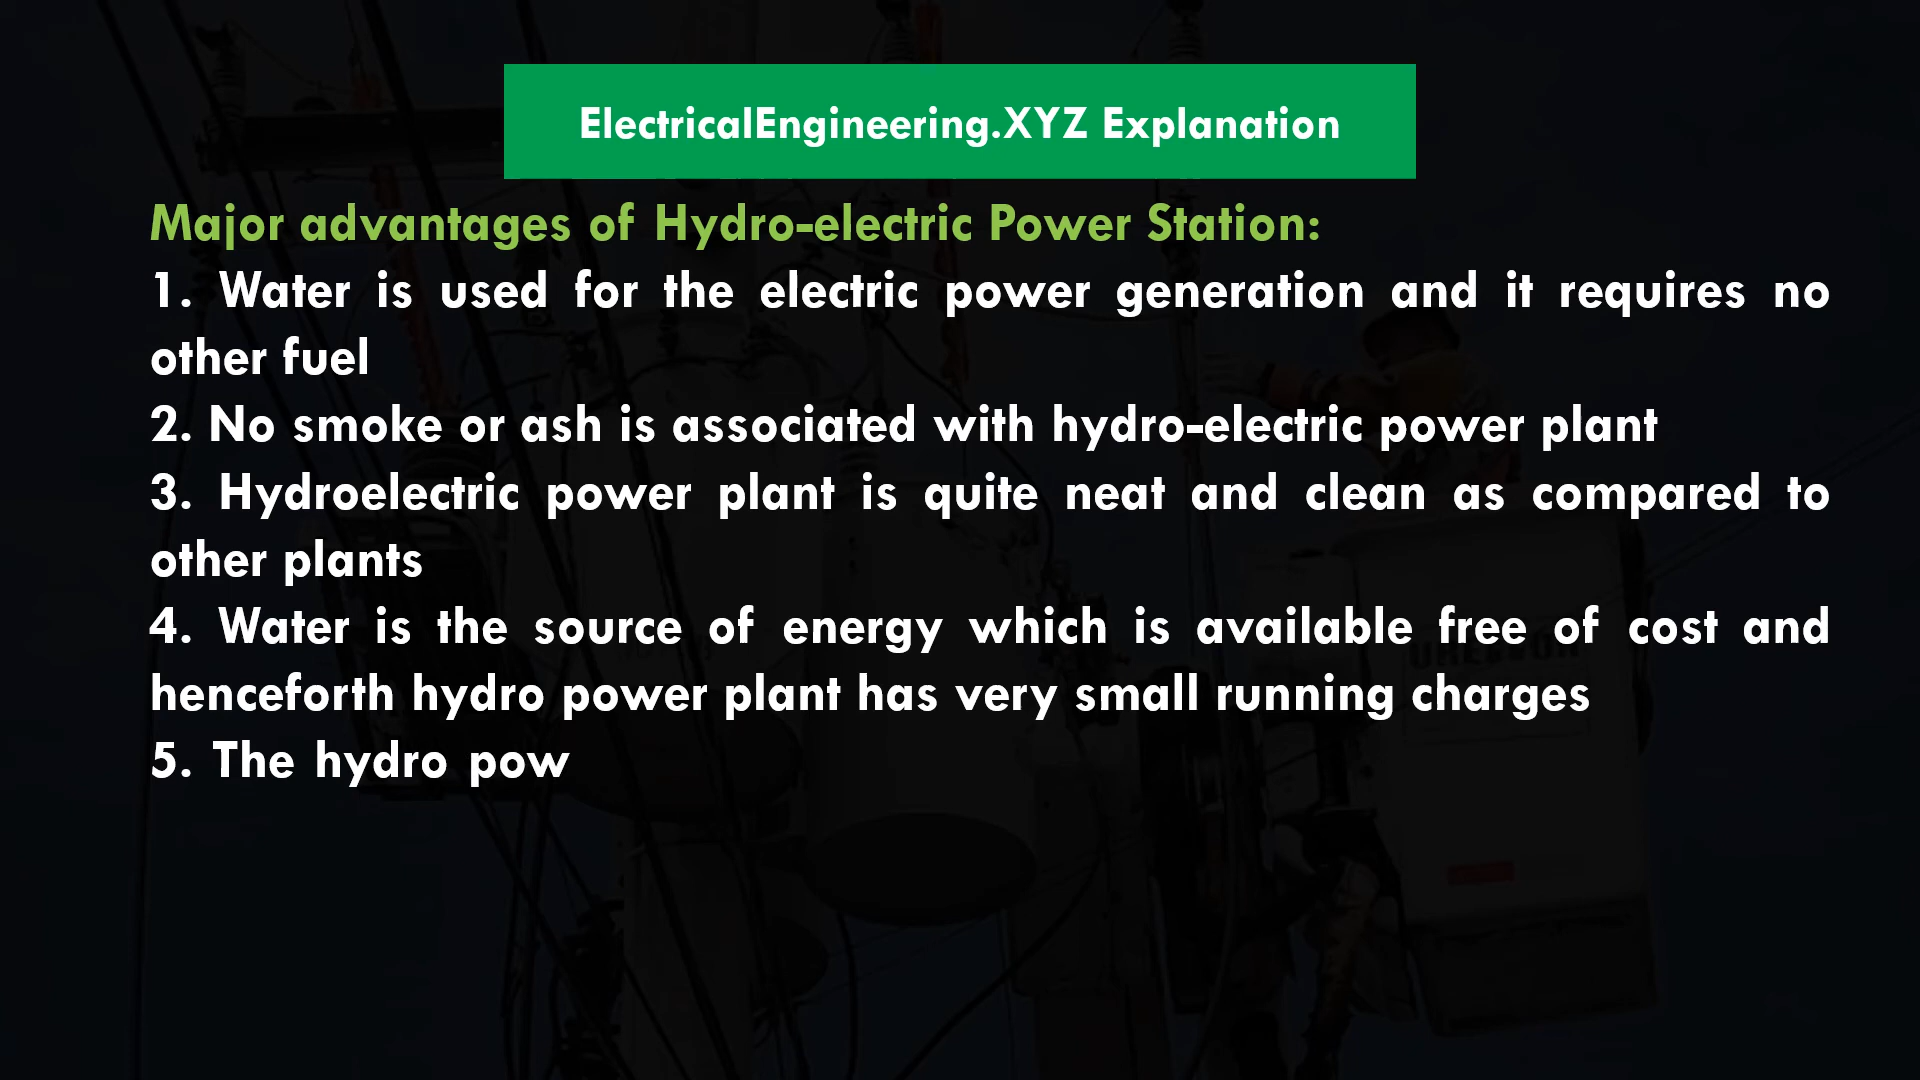 ElectricalEngineering.XYZ Explanation
Major advantages of Hydro-electric Power Station:
1. Water is used for the electric power generation and it requires no
other fuel
2. No smoke or ash is associated with hydro-electric power plant
3. Hydroelectric power plant is quite neat and clean as compared to
other plants
4. Water is the source of energy which is available free of cost and
henceforth hydro power plant has very small running charges
5. The hydro pow